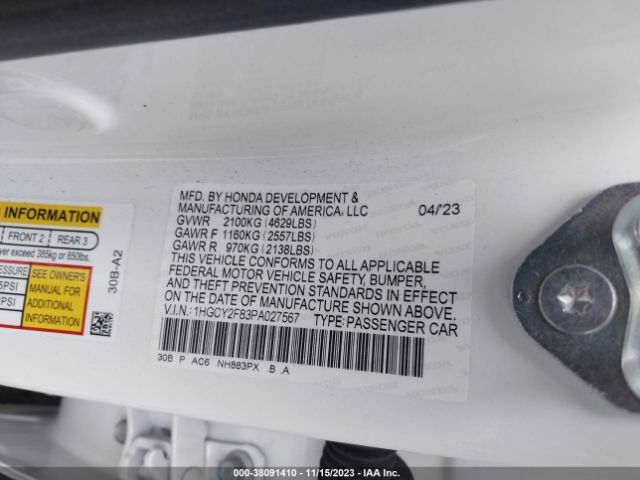 MFD. BY HONDA DEVELOPMENT &
MANUFACTURING OF AMERICA, LLC 04/'23
GVWR 2100KG (4629LBS)
GAWR F 1160KG (2557LBS)
GAWR R 970KG (2138LBS)
THIS VEHICLE CONFORMS TO ALL APPLICABLE
FEDERAL MOTOR VEHICLE SAFETY, BUMPER,
AND THEFT PREVENTION STANDARDS IN EFFECT
ON THE DATE OF MANUFACTURE SHOWN ABOVE.
V.I.N.: 1HGCY2F83PA027567 TYPE: PASSENGER CAR
30B P AC6 NH883PX .B .A
INFORMATION
FRONT 2 REAR 3
exceed 385kg or 850lbs.
SEE OWNER'S
MANUAL FOR
ADDITIONAL
INFORMATION
30B-A2
000-38091410 - 11/15/2023 - IAA Inc.